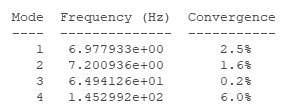 Mode Frequency (Hz) Convergence
---- -------------- -----------
1 6.977933e+00 2.5%
2 7.200936e+00 1.6%
3 6.494126e+01 0.2%
4 1.452992e+02 6.0%